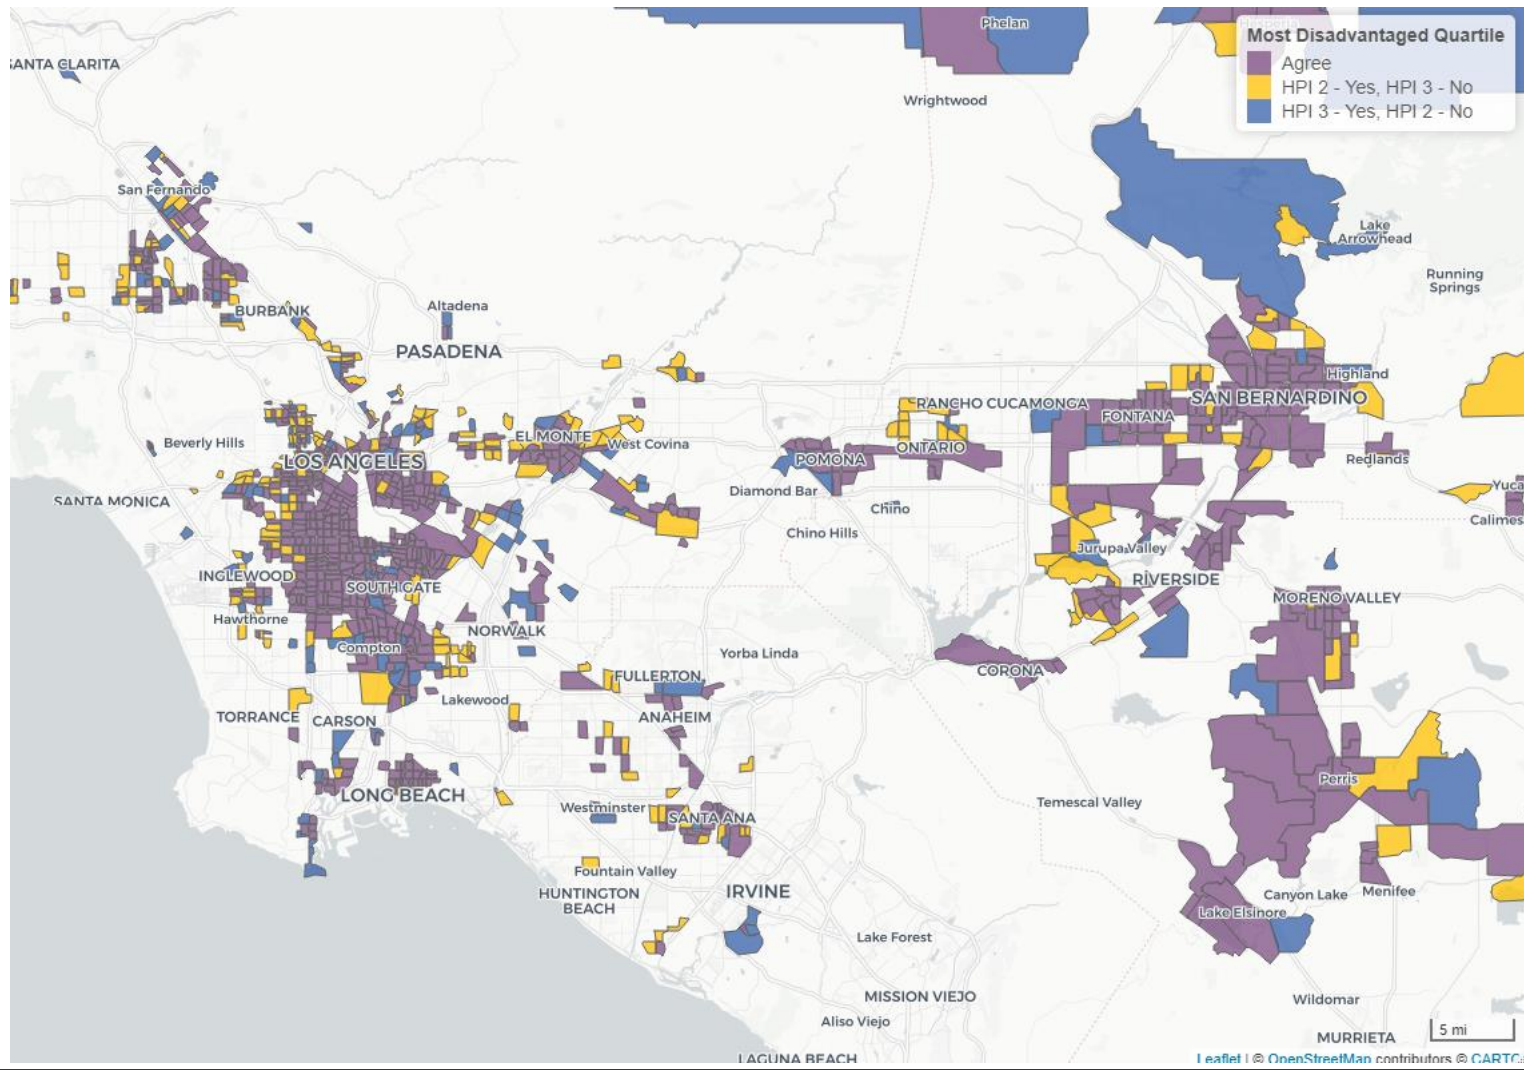 Phelan
Most Disadvantaged Quartile
Agree
HPI 2 - Yes, HPI 3 - No
HPI 3 - Yes, HPI 2 - No
SANTA CLARITA
Wrightwood
San Fernando
Lake
Arrowhead
Running
Springs
BURBANK
Altadena
PASADENA
Highland
RANCHO CUCAMONGA
SAN BERNARDINO
FONTANA
Beverly Hills
EL MONTE
West Covina
ONTARIO
LOS ANGELES
POMONA
Redlands
SANTA MONICA
Diamond Bar
Chino
Yuca
Calimes
Chino Hills
Jurupa Valley
INGLEWOOD
SOUTH GATE
RIVERSIDE
MORENO VALLEY
Hawthorne
NORWALK
Compton
Yorba Linda
FULLERTON
CORONA
Lakewood
TORRANCE
CARSON
ANAHEIM
Perris
LONG BEACH
Westminster
SANTA ANA
Temescal Valley
Fountain Valley
HUNTINGTON
BEACH
IRVINE
Canyon Lake
Menifee
Lake Elsinore
Lake Forest
MISSION VIEJO
Wildomar
Aliso Viejo
5 mi
MURRIETA
LAGUNA BEACH
Leaflet | © OpenStreetMap contributors © CARTO